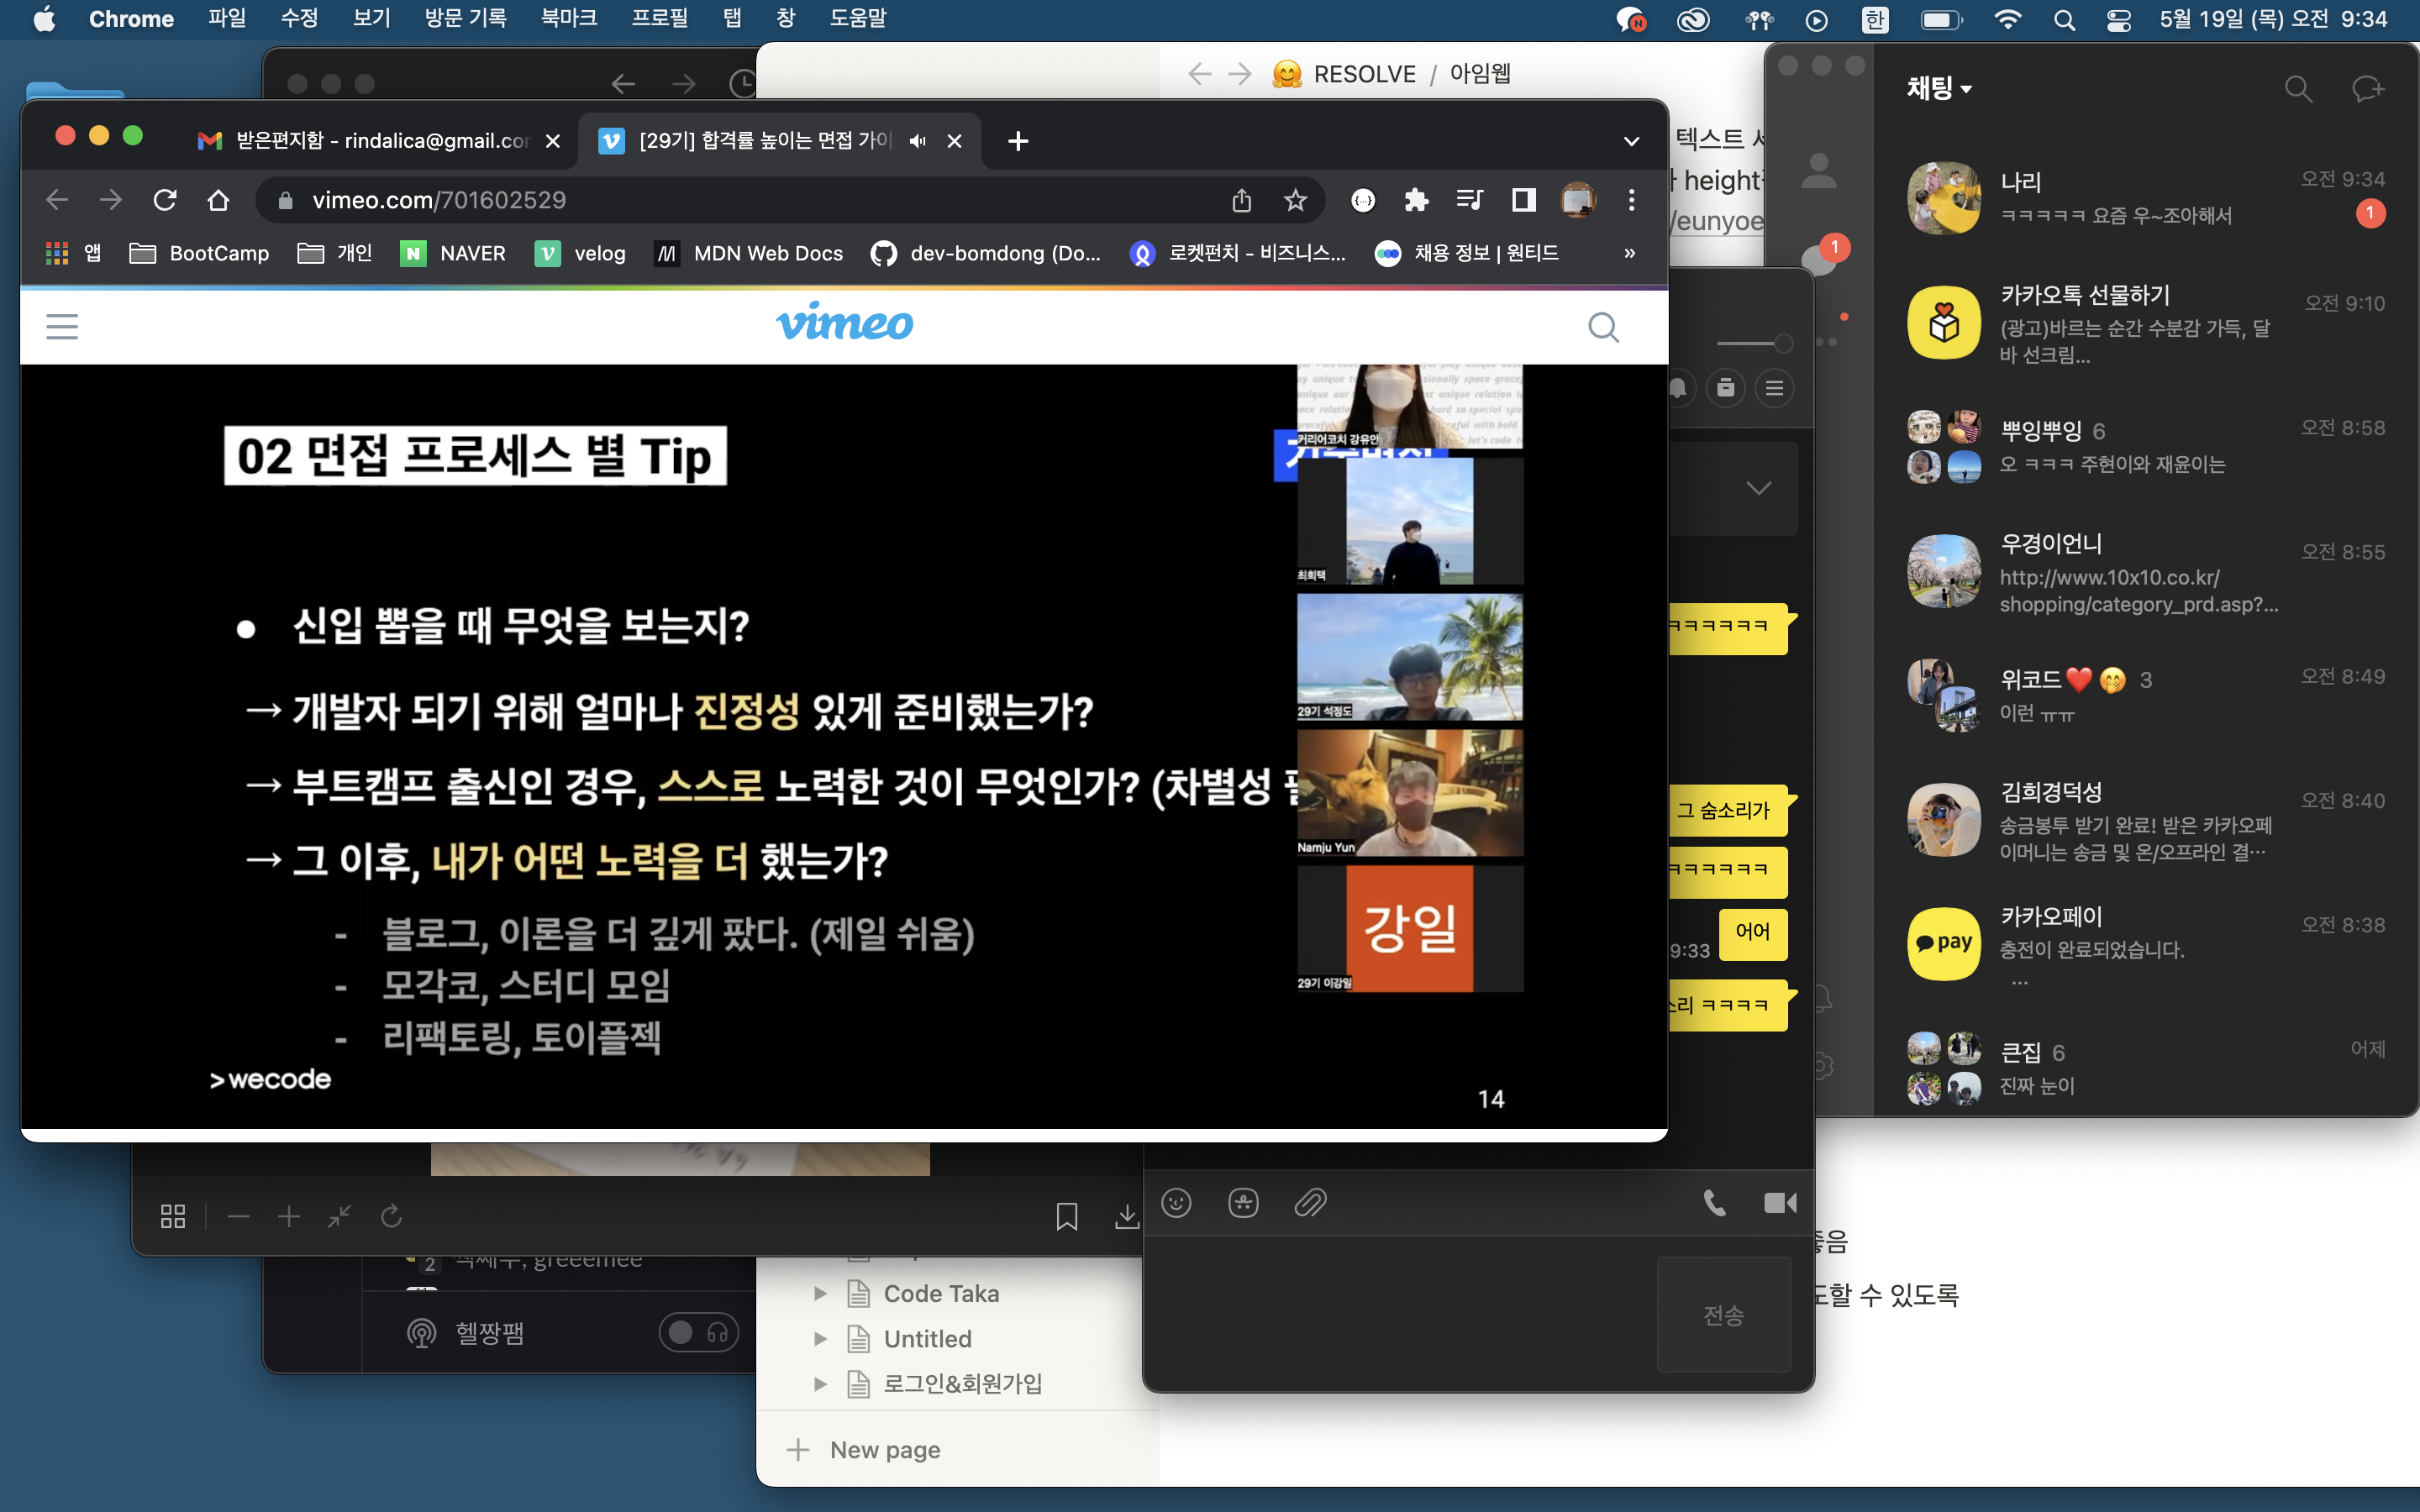 Chrome 파일 수정 보기 방문 기록 북마크 프로필 탭 창 도움말
한 5월 19일 (목) 오전 9:34
RESOLVE / 아임웹
받은편지함 - rindalica@gmail.co
[29기] 합격률 높이는 면접 가이
vimeo.com/701602529
앱 BootCamp 개인 NAVER velog MDN Web Docs dev-bomdong (Do... 로켓펀치 - 비즈니스... 채용 정보 | 원티드 »
텍스트
height
/eunyoe
vimeo
02 면접 프로세스 별 Tip
● 신입 뽑을 때 무엇을 보는지?
→ 개발자 되기 위해 얼마나 진정성 있게 준비했는가?
→ 부트캠프 출신인 경우, 스스로 노력한 것이 무엇인가? (차별성
→ 그 이후, 내가 어떤 노력을 더 했는가?
- 블로그, 이론을 더 깊게 팠다. (제일 쉬움)
- 모각코, 스터디 모임
- 리팩토링, 토이플젝
>wecode
14
커리어코치 강유안
let's code
최희택
29기 석정도
Namju Yun
강일
29기 이강일
ㅋㅋㅋㅋㅋㅋ
그 숨소리가
ㅋㅋㅋㅋㅋㅋ
9:33 어어
소리 ㅋㅋㅋㅋ
전송
채팅
1
나리 오전 9:34
ㅋㅋㅋㅋㅋ 요즘 우~조아해서 1
카카오톡 선물하기 오전 9:10
(광고)바르는 순간 수분감 가득, 달
바 선크림...
뿌잉뿌잉 6 오전 8:58
오 ㅋㅋㅋ 주현이와 재윤이는
우경이언니 오전 8:55
http://www.10x10.co.kr/
shopping/category_prd.asp?...
위코드❤️🤭 3 오전 8:49
이런 ㅠㅠ
김희경덕성 오전 8:40
송금봉투 받기 완료! 받은 카카오페
이머니는 송금 및 온/오프라인 결…
pay
카카오페이 오전 8:38
충전이 완료되었습니다.
...
큰집 6 어제
진짜 눈이
2 greeemee
헬짱팸
Code Taka
Untitled
로그인&회원가입
New page
할 수 있도록